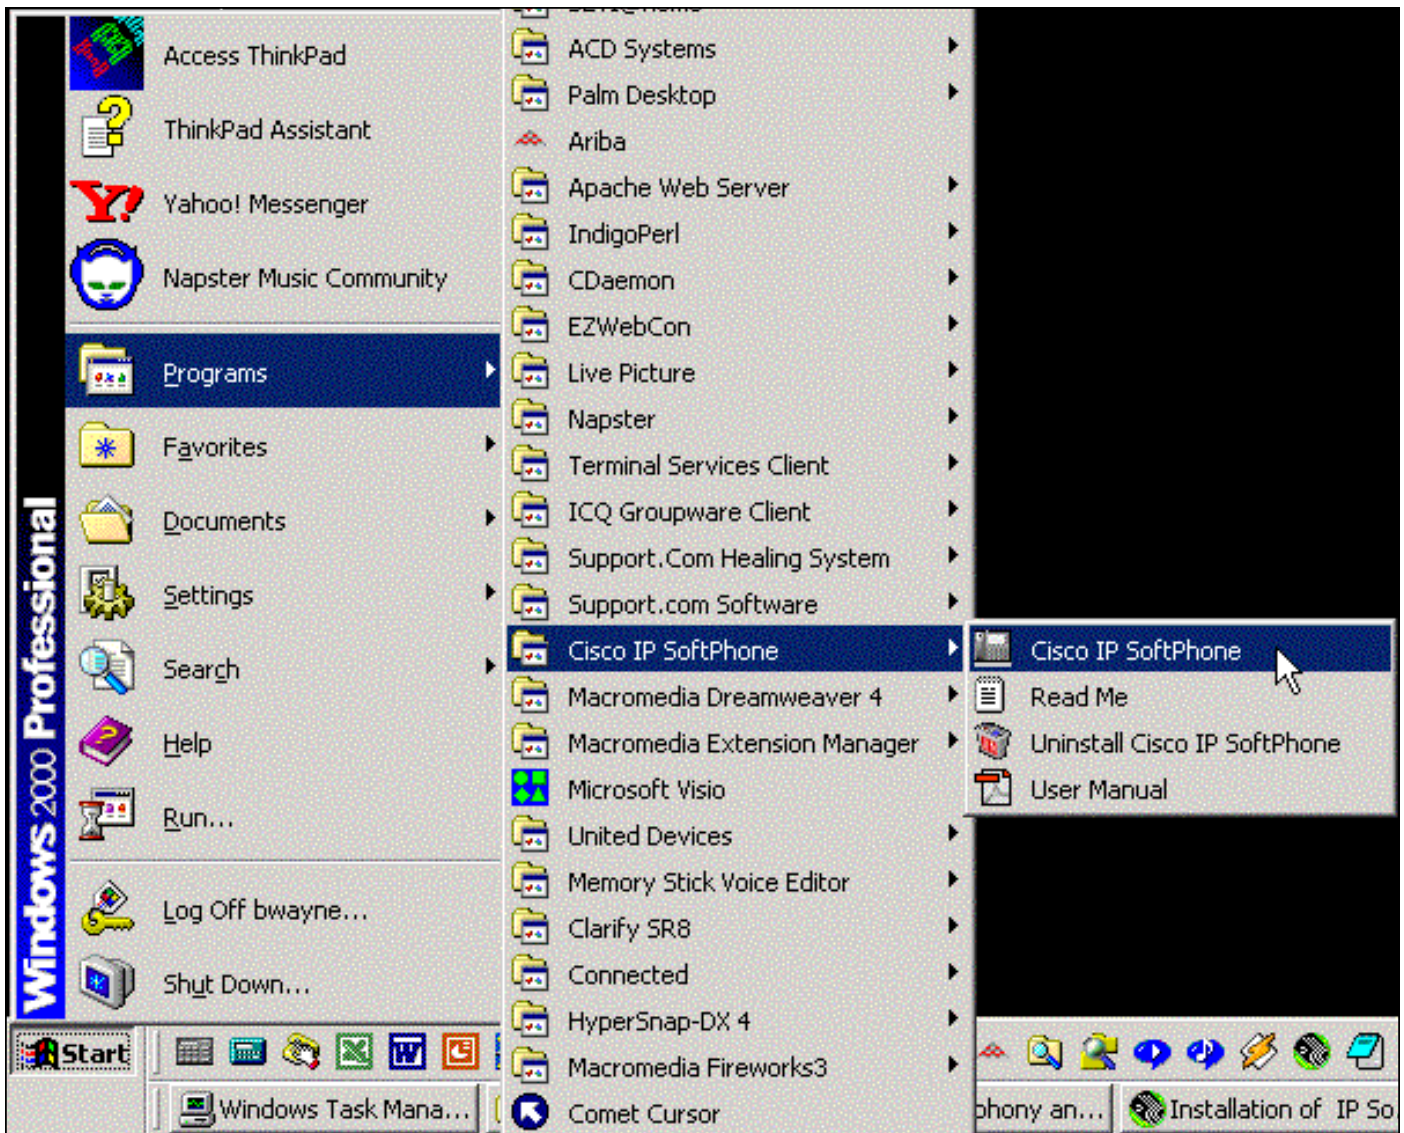 Windows 2000 Professional
Access ThinkPad
ThinkPad Assistant
Yahoo! Messenger
Napster Music Community
Programs
Favorites
Documents
Settings
Search
Help
Run...
Log Off bwayne...
Shut Down...
ACD Systems
Palm Desktop
Ariba
Apache Web Server
IndigoPerl
CDaemon
EZWebCon
Live Picture
Napster
Terminal Services Client
ICQ Groupware Client
Support.Com Healing System
Support.com Software
Cisco IP SoftPhone
Macromedia Dreamweaver 4
Macromedia Extension Manager
Microsoft Visio
United Devices
Memory Stick Voice Editor
Clarify SR8
Connected
HyperSnap-DX 4
Macromedia Fireworks3
Comet Cursor
Cisco IP SoftPhone
Read Me
Uninstall Cisco IP SoftPhone
User Manual
Start
Windows Task Mana...
phony an...
Installation of IP So